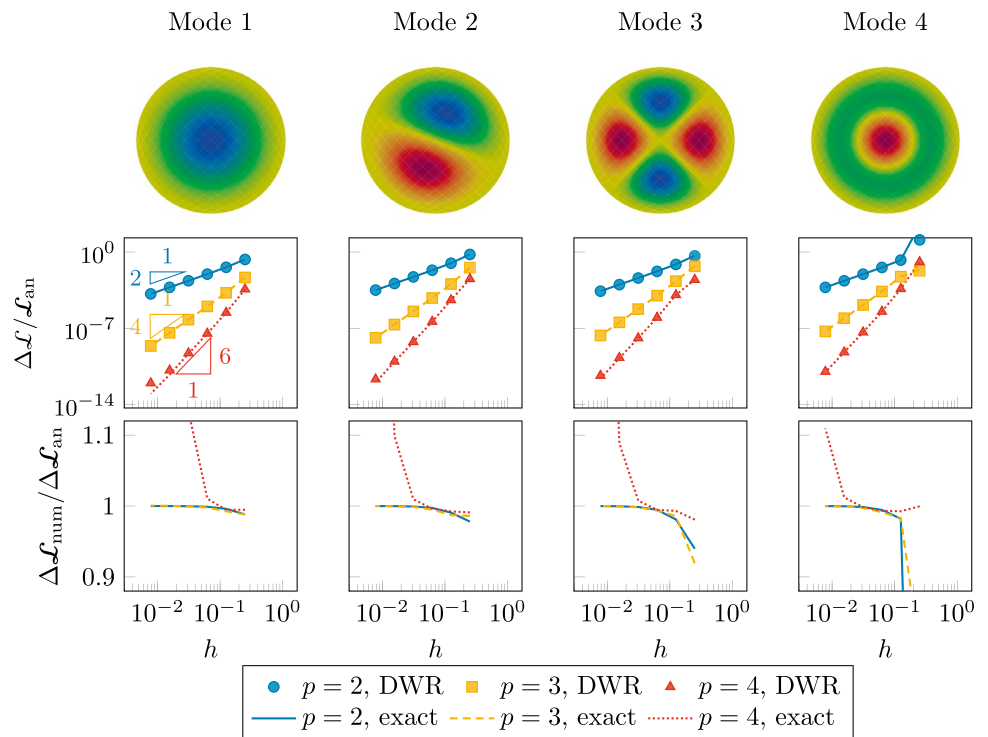 Mode 1 Mode 2 Mode 3 Mode 4
10^0
10^{-7}
10^{-14}
Δ𝓛/𝓛_an
1
2
1
4
6
1
1.1
1
0.9
Δ𝓛_num/Δ𝓛_an
10^{-2} 10^{-1} 10^0 10^{-2} 10^{-1} 10^0 10^{-2} 10^{-1} 10^0 10^{-2} 10^{-1} 10^0
h h h h
p = 2, DWR p = 3, DWR p = 4, DWR
p = 2, exact p = 3, exact p = 4, exact